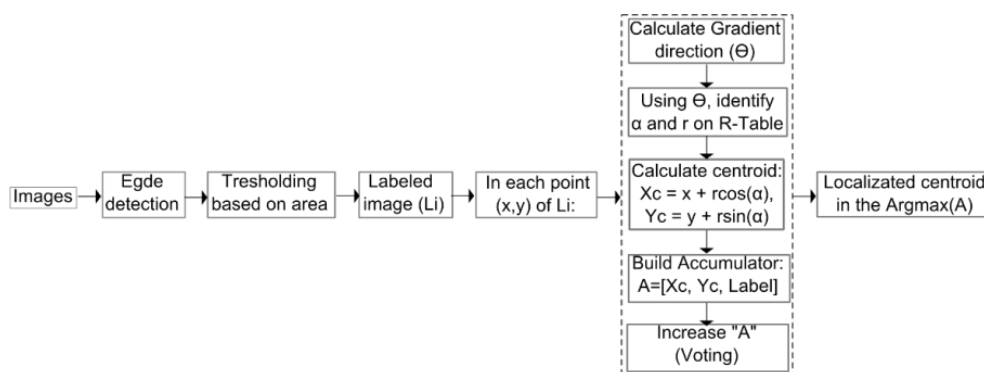 Images
Egde
detection
Tresholding
based on area
Labeled
image (Li)
In each point
(x,y) of Li:
Calculate Gradient
direction (Ɵ)
Using Ɵ, identify
α and r on R-Table
Calculate centroid:
Xc = x + rcos(α),
Yc = y + rsin(α)
Build Accumulator:
A=[Xc, Yc, Label]
Increase "A"
(Voting)
Localizated centroid
in the Argmax(A)